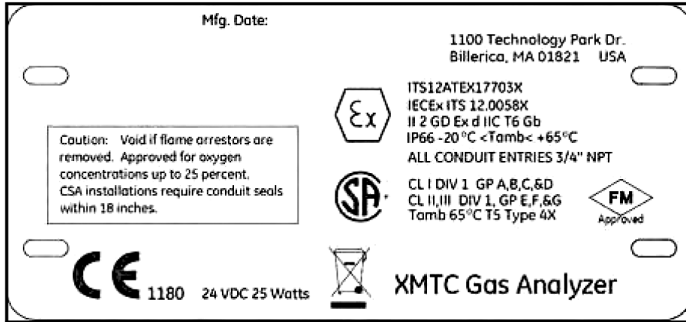 Mfg. Date:
1100 Technology Park Dr.
Billerica, MA 01821 USA
Ex
ITS12ATEX17703X
IECEx ITS 12.0058X
II 2 GD Ex d IIC T6 Gb
IP66 -20°C <Tamb< +65°C
ALL CONDUIT ENTRIES 3/4" NPT
Caution: Void if flame arrestors are
removed. Approved for oxygen
concentrations up to 25 percent.
CSA installations require conduit seals
within 18 inches.
SA
CL I DIV 1 GP A,B,C,&D
CL II,III DIV 1, GP E,F,&G
Tamb 65°C T5 Type 4X
FM
Approved
CE 1180 24 VDC 25 Watts
XMTC Gas Analyzer